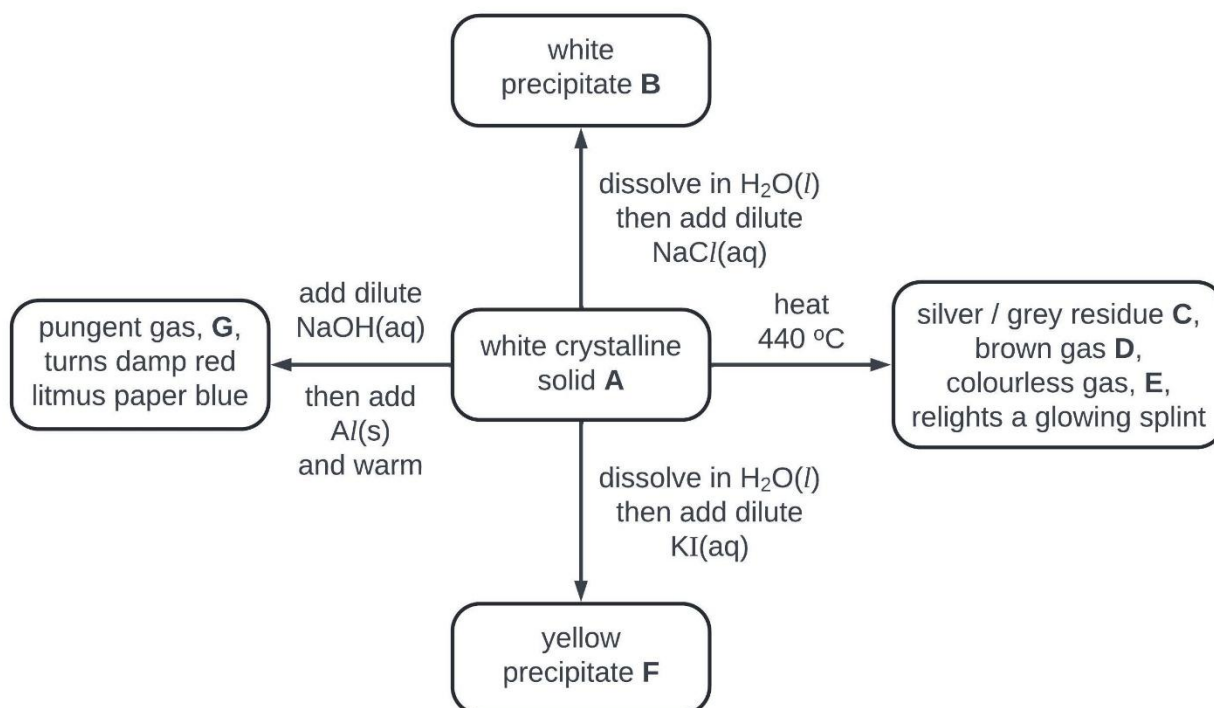 white
precipitate B
dissolve in H₂O(l)
then add dilute
NaCl(aq)
add dilute
NaOH(aq)
then add
Al(s)
and warm
pungent gas, G,
turns damp red
litmus paper blue
white crystalline
solid A
heat
440 ºC
silver / grey residue C,
brown gas D,
colourless gas, E,
relights a glowing splint
dissolve in H₂O(l)
then add dilute
KI(aq)
yellow
precipitate F